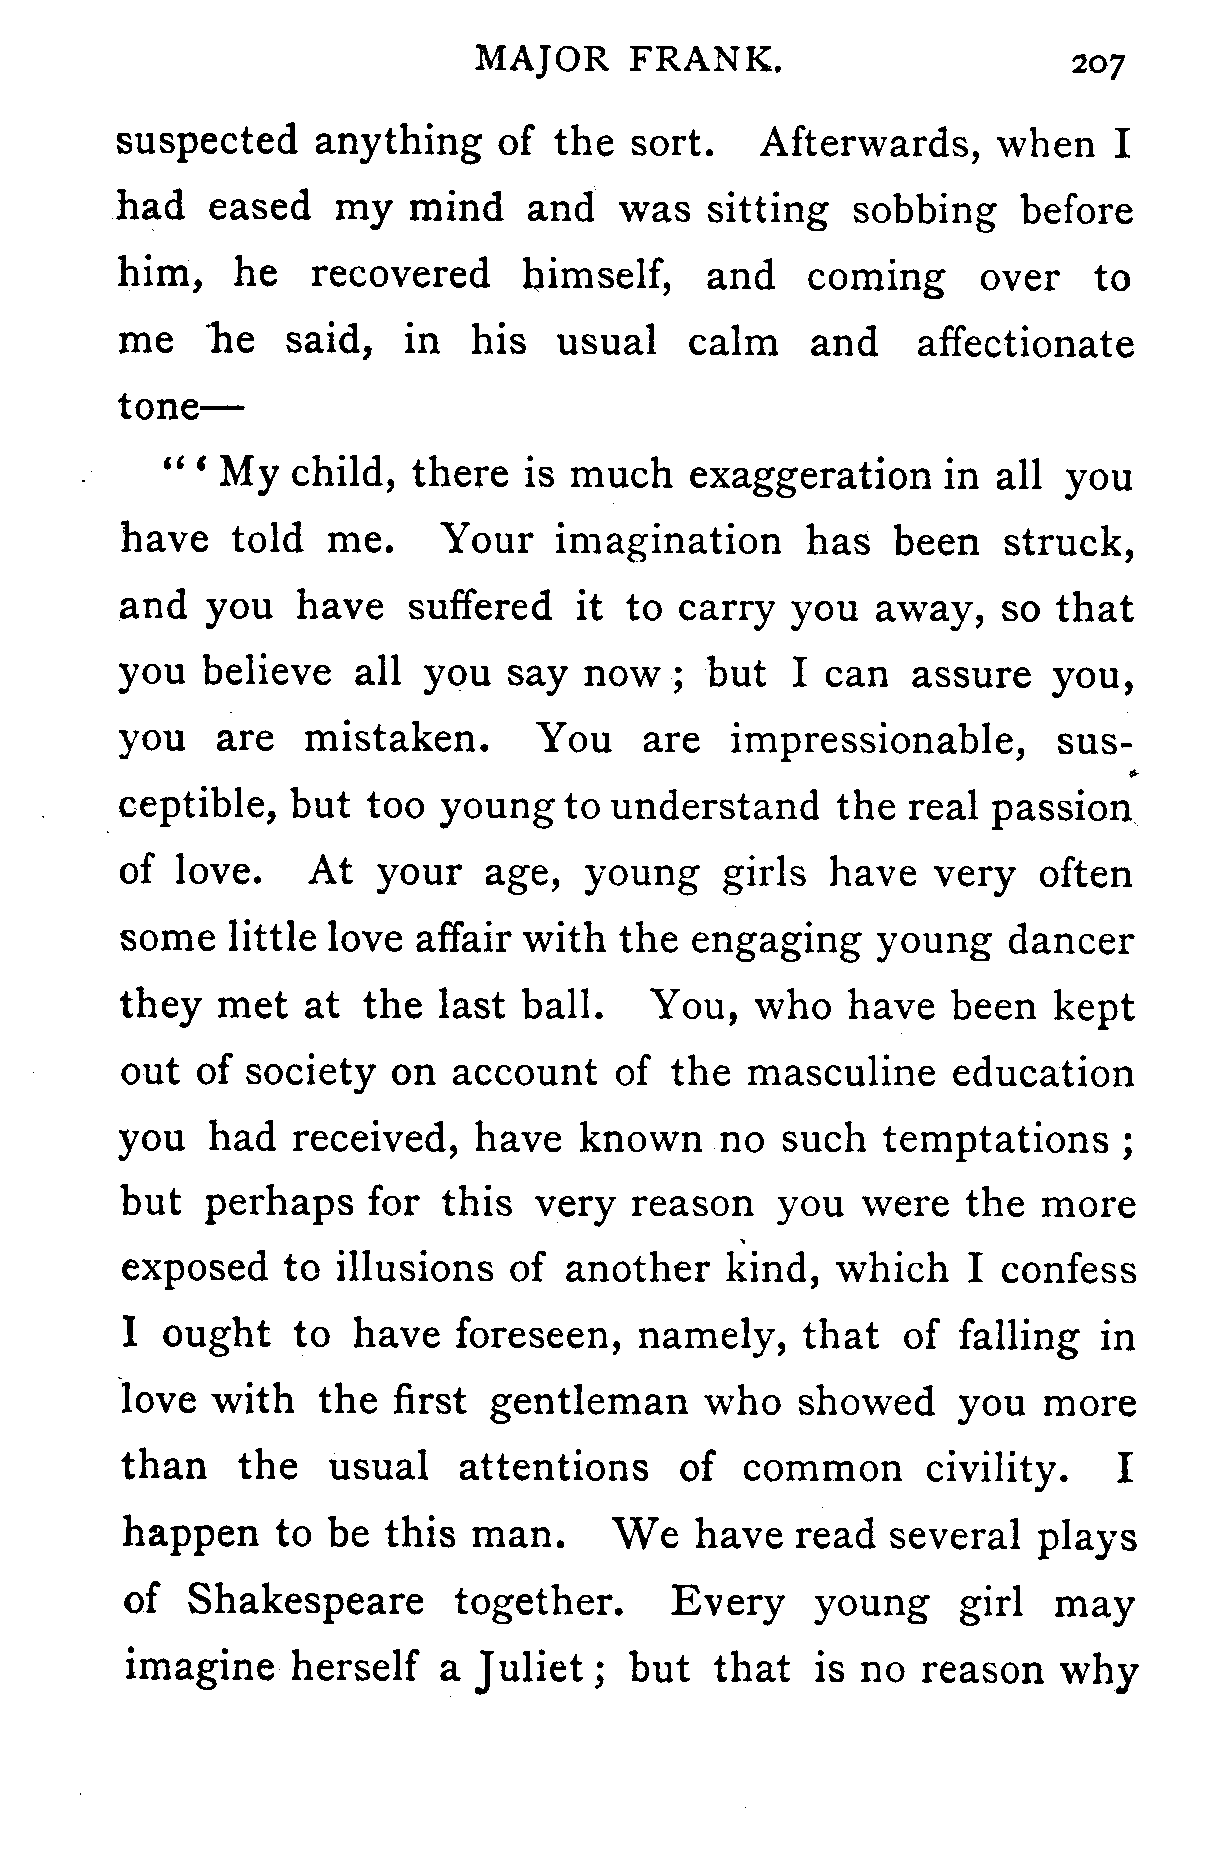 MAJOR FRANK. 207
suspected anything of the sort. Afterwards, when I
had eased my mind and was sitting sobbing before
him, he recovered himself, and coming over to
me he said, in his usual calm and affectionate
tone—
“‘ My child, there is much exaggeration in all you
have told me. Your imagination has been struck,
and you have suffered it to carry you away, so that
you believe all you say now ; but I can assure you,
you are mistaken. You are impressionable, sus-
ceptible, but too young to understand the real passion
of love. At your age, young girls have very often
some little love affair with the engaging young dancer
they met at the last ball. You, who have been kept
out of society on account of the masculine education
you had received, have known no such temptations ;
but perhaps for this very reason you were the more
exposed to illusions of another kind, which I confess
I ought to have foreseen, namely, that of falling in
love with the first gentleman who showed you more
than the usual attentions of common civility. I
happen to be this man. We have read several plays
of Shakespeare together. Every young girl may
imagine herself a Juliet ; but that is no reason why